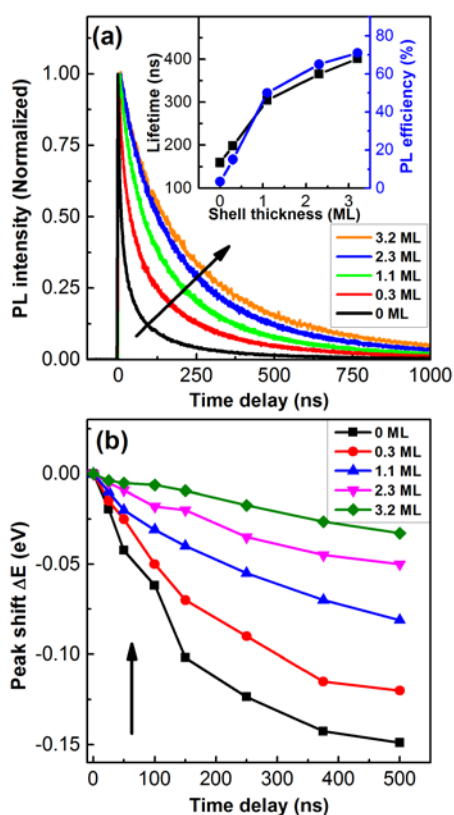 (a)
PL intensity (Normalized)
1.00
0.75
0.50
0.25
0.00
0 250 500 750 1000
Time delay (ns)
Lifetime (ns)
400
300
200
100
0 1 2 3
Shell thickness (ML)
80
60
40
20
0
PL efficiency (%)
3.2 ML
2.3 ML
1.1 ML
0.3 ML
0 ML
(b)
Peak shift ΔE (eV)
0.00
-0.05
-0.10
-0.15
0 100 200 300 400 500
Time delay (ns)
0 ML
0.3 ML
1.1 ML
2.3 ML
3.2 ML